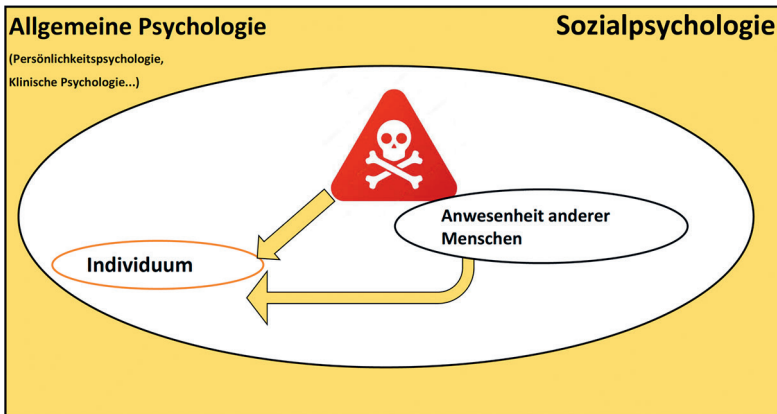 Allgemeine Psychologie
Sozialpsychologie
(Persönlichkeitspsychologie,
Klinische Psychologie...)
Anwesenheit anderer
Menschen
Individuum